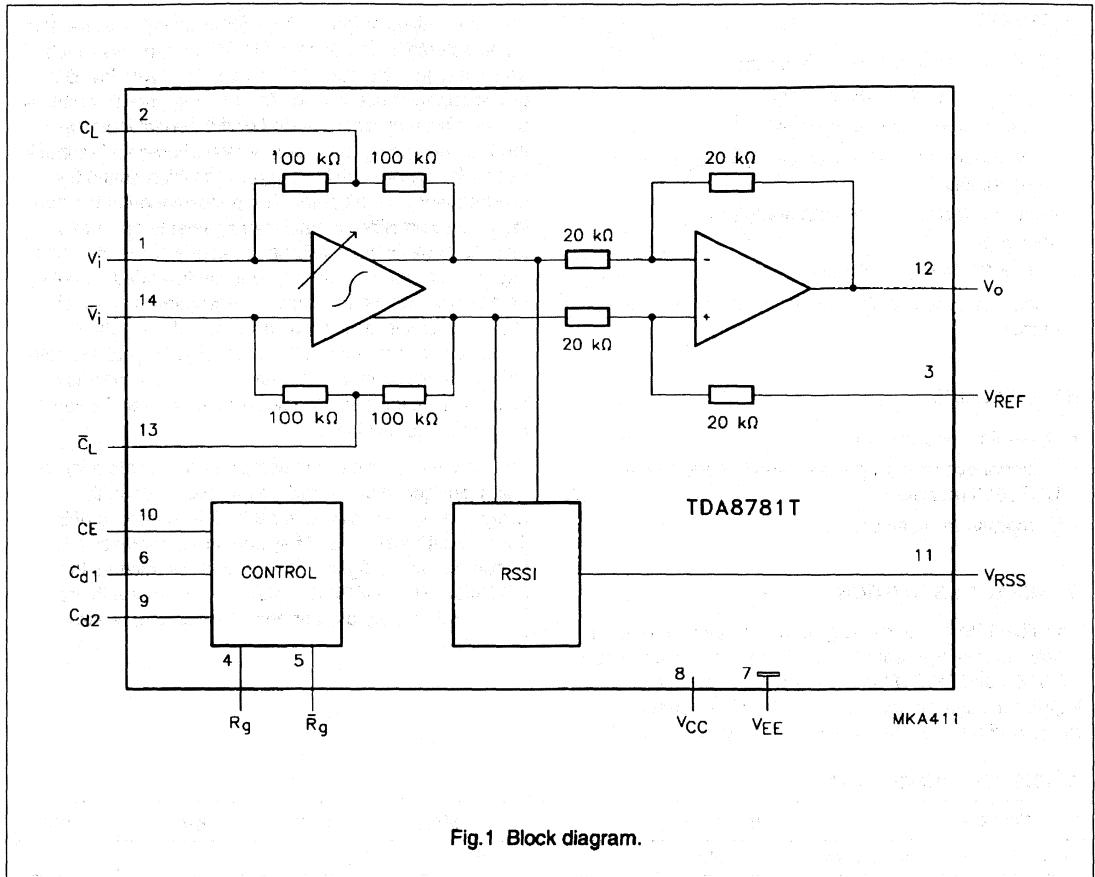 2
C_L
100 kΩ 100 kΩ
20 kΩ
1
V_i
20 kΩ
-
12
V_o
14
V̄_i
+
20 kΩ
3
V_REF
100 kΩ 100 kΩ
20 kΩ
13
C̄_L
TDA8781T
10
CE
6
C_d1
CONTROL
RSSI
11
V_RSS
9
C_d2
4 5
8 7
R_g R̄_g
V_CC V_EE
MKA411
Fig.1 Block diagram.